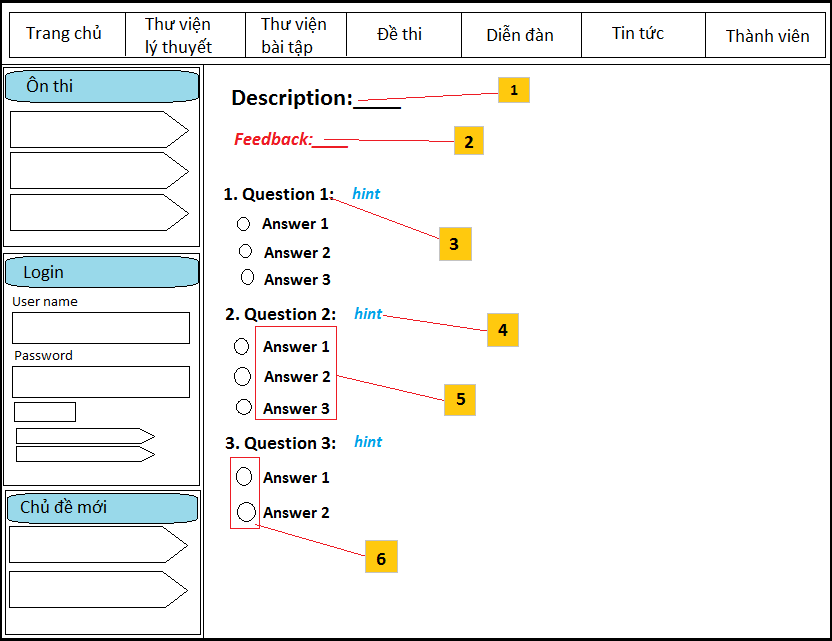 Trang chủ
Thư viện
lý thuyết
Thư viện
bài tập
Đề thi
Diễn đàn
Tin tức
Thành viên
Ôn thi
Login
User name
Password
Chủ đề mới
Description:____
1
Feedback:____
2
1. Question 1: hint
Answer 1
3
Answer 2
Answer 3
2. Question 2: hint
4
Answer 1
Answer 2
5
Answer 3
3. Question 3: hint
Answer 1
Answer 2
6